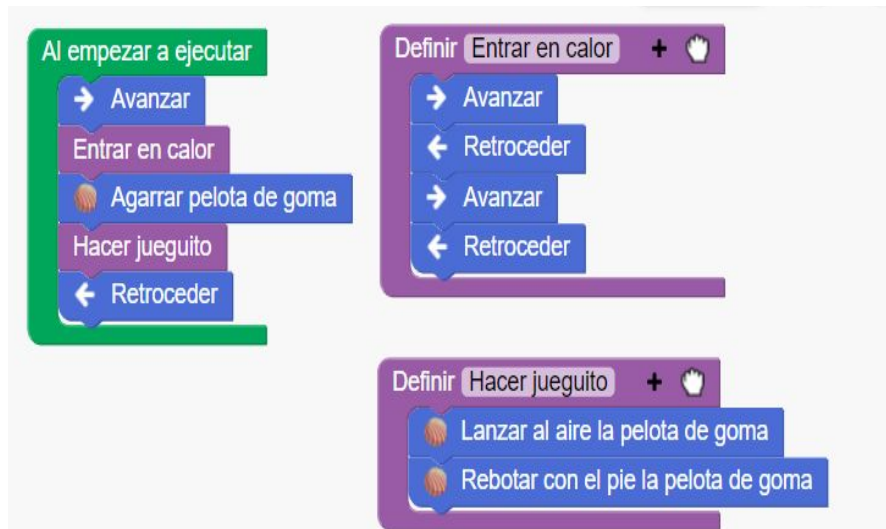 Al empezar a ejecutar
Avanzar
Entrar en calor
Agarrar pelota de goma
Hacer jueguito
Retroceder
Definir Entrar en calor +
Avanzar
Retroceder
Avanzar
Retroceder
Definir Hacer jueguito +
Lanzar al aire la pelota de goma
Rebotar con el pie la pelota de goma